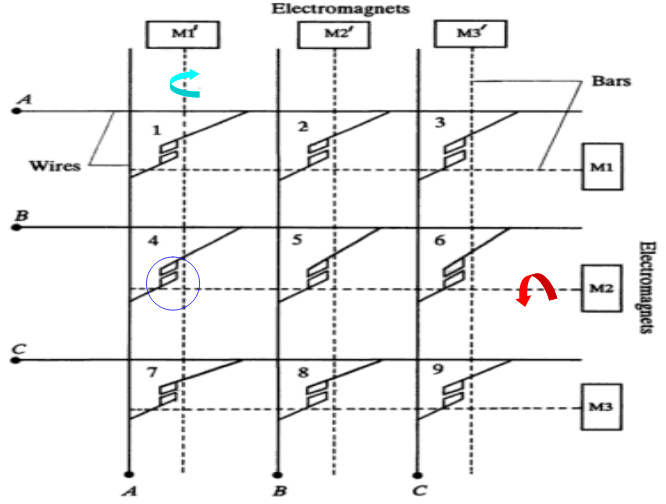 Electromagnets
M1′ M2′ M3′
Bars
A
1 2 3
Wires
M1
B
4 5 6
Electromagnets
M2
C
7 8 9
M3
A B C